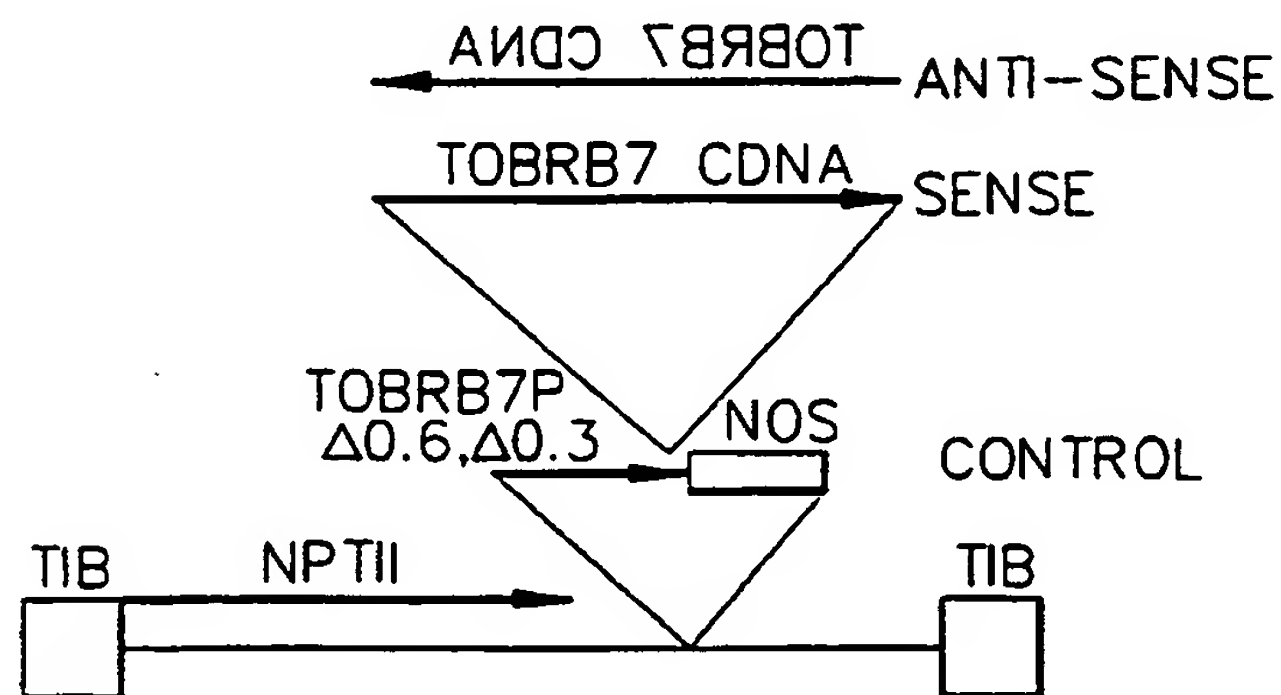 TOBRB7 CDNA
ANTI-SENSE
TOBRB7 CDNA
SENSE
TOBRB7P
Δ0.6,Δ0.3
NOS
CONTROL
TIB
NPTII
TIB